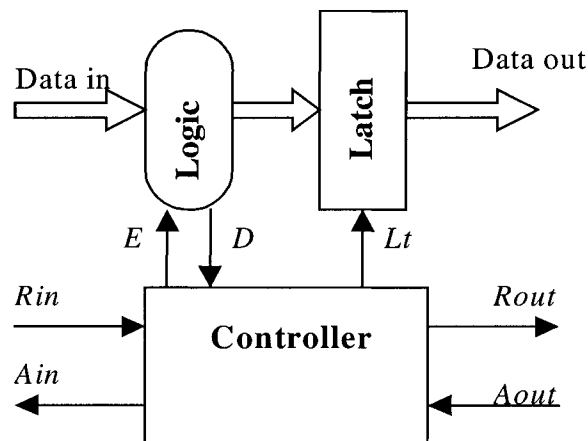 Data in
Logic
Latch
Data out
E
D
Lt
Rin
Controller
Rout
Ain
Aout